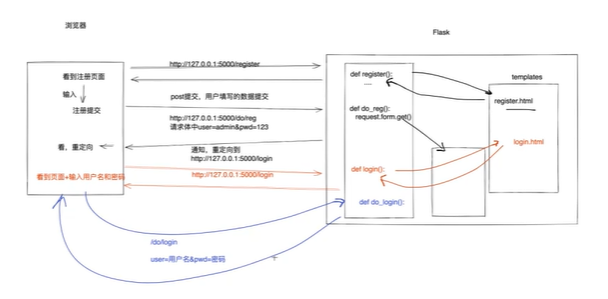 浏览器
Flask
看到注册页面
输入
注册提交
看，重定向
看到页面+输入用户名和密码
http://127.0.0.1:5000/register
post提交，用户填写的数据提交
http://127.0.0.1:5000/do/reg
请求体中user=admin&pwd=123
通知，重定向到
http://127.0.0.1:5000/login
http://127.0.0.1:5000/login
/do/login
user=用户名&pwd=密码
def register():
def do_reg():
request.form.get()
def login():
def do_login():
templates
register.html
login.html